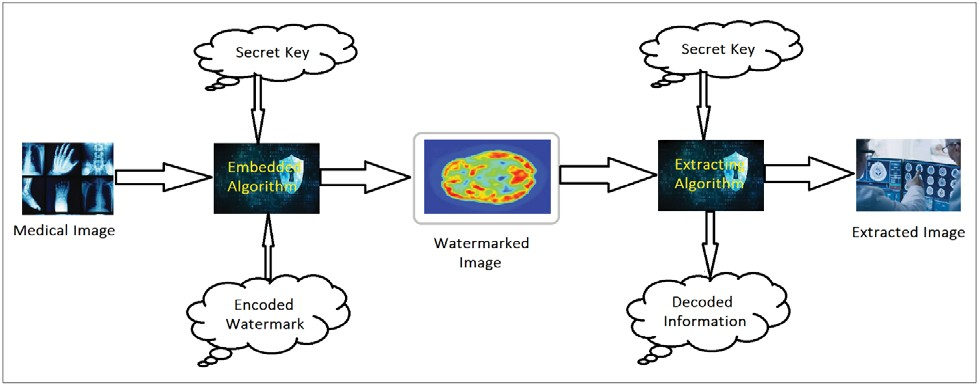 Secret Key
Secret Key
Embedded
Algorithm
Extracting
Algorithm
Medical Image
Watermarked
Image
Extracted Image
Encoded
Watermark
Decoded
Information